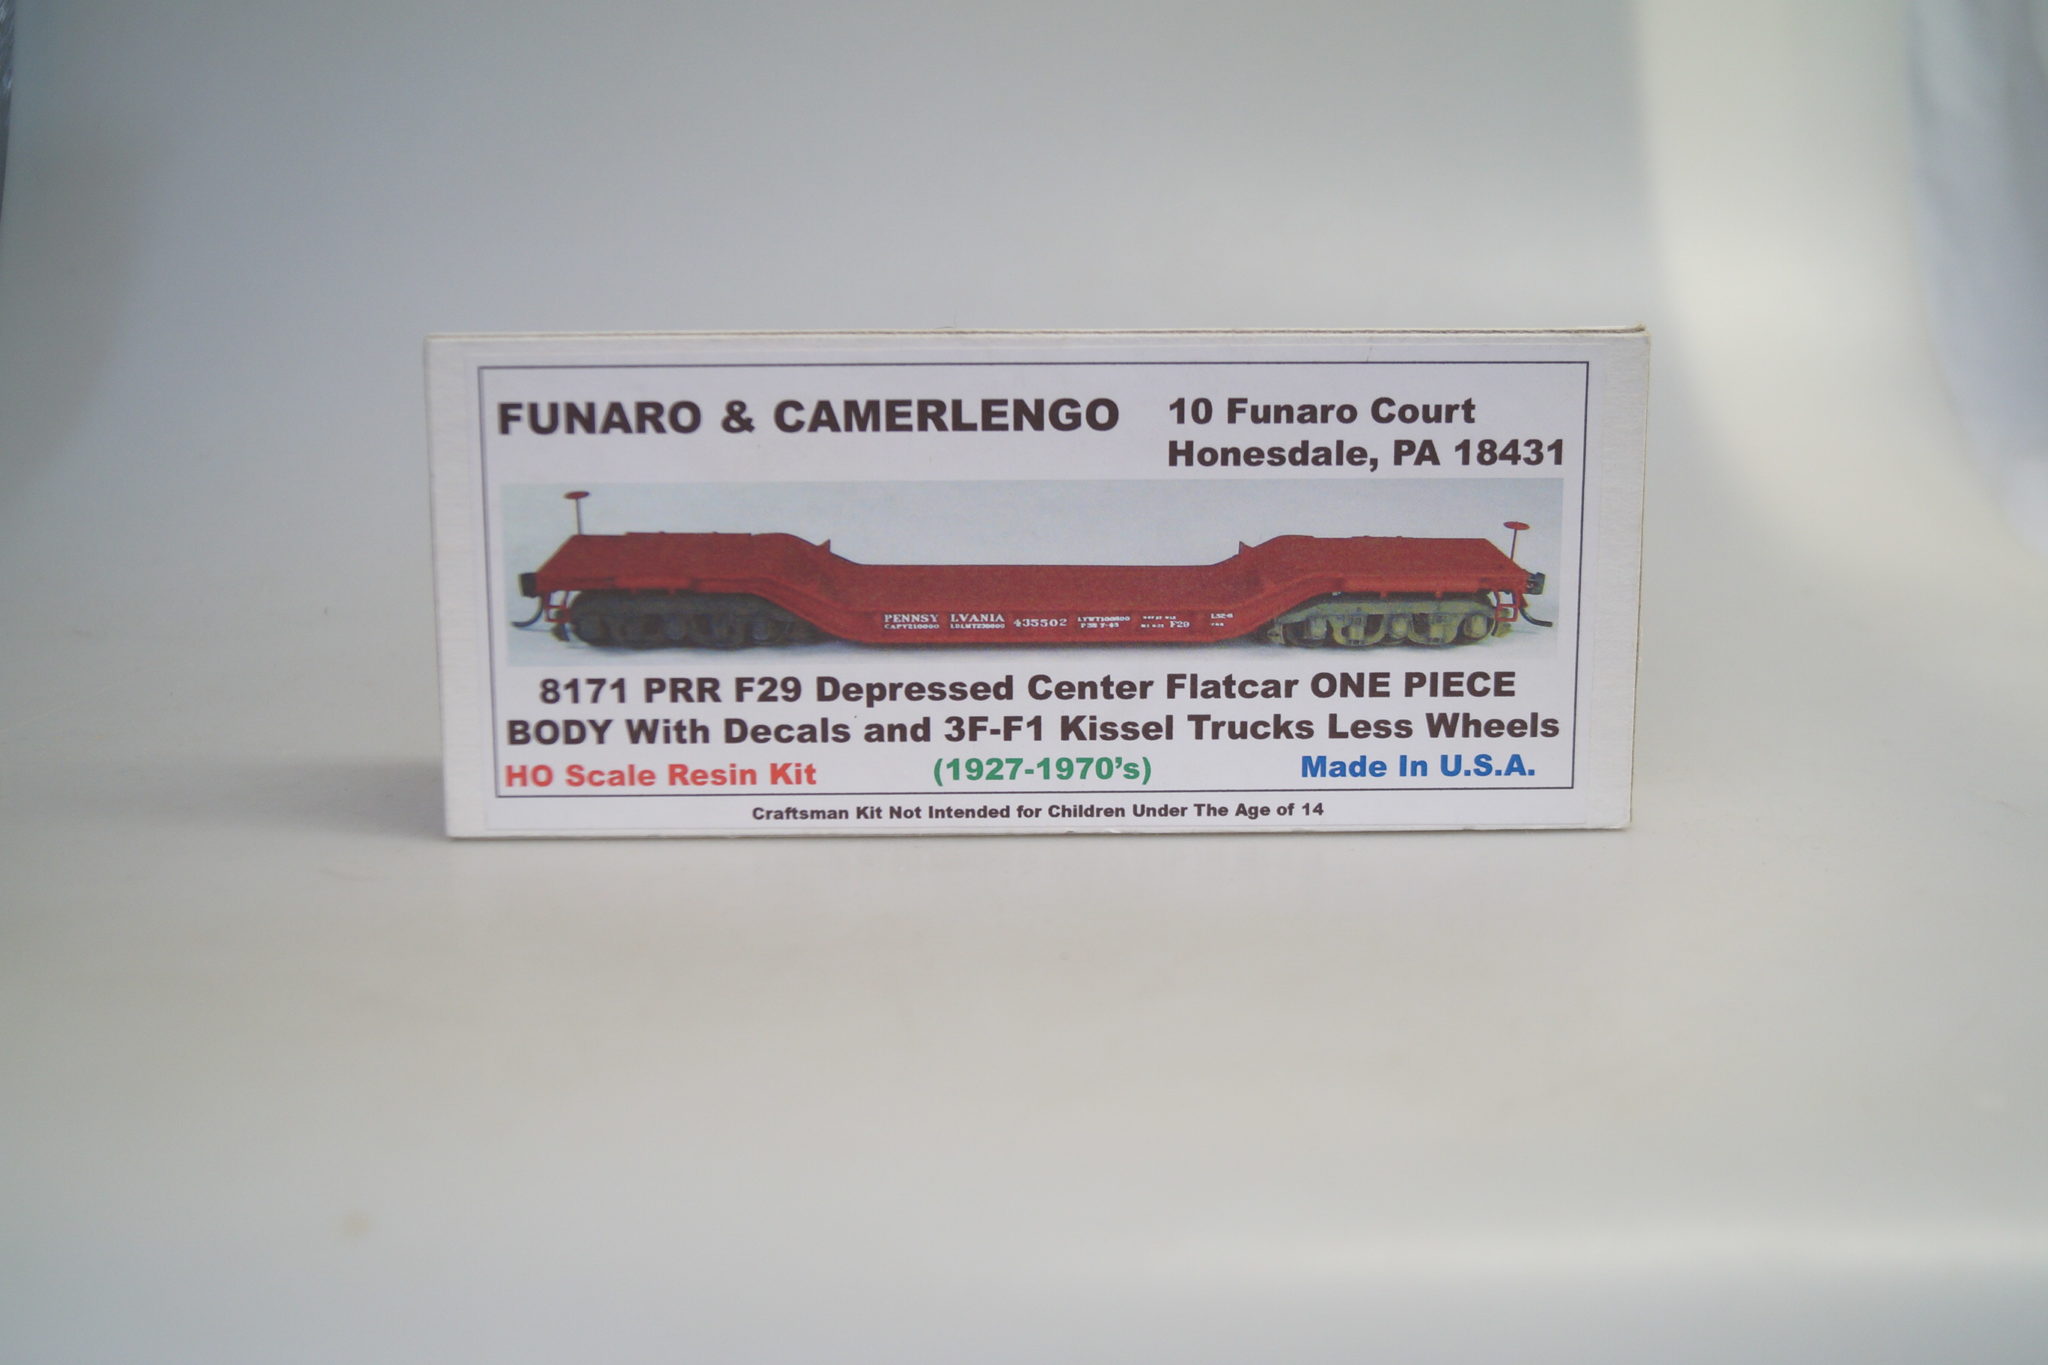 FUNARO & CAMERLENGO
10 Funaro Court
Honesdale, PA 18431
PENNSY LVANIA 435502
F29
8171 PRR F29 Depressed Center Flatcar ONE PIECE
BODY With Decals and 3F-F1 Kissel Trucks Less Wheels
HO Scale Resin Kit (1927-1970's) Made In U.S.A.
Craftsman Kit Not Intended for Children Under The Age of 14